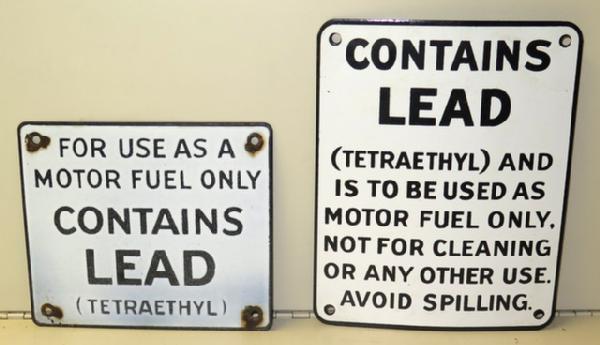 FOR USE AS A
MOTOR FUEL ONLY
CONTAINS
LEAD
(TETRAETHYL)
CONTAINS
LEAD
(TETRAETHYL) AND
IS TO BE USED AS
MOTOR FUEL ONLY.
NOT FOR CLEANING
OR ANY OTHER USE.
AVOID SPILLING.